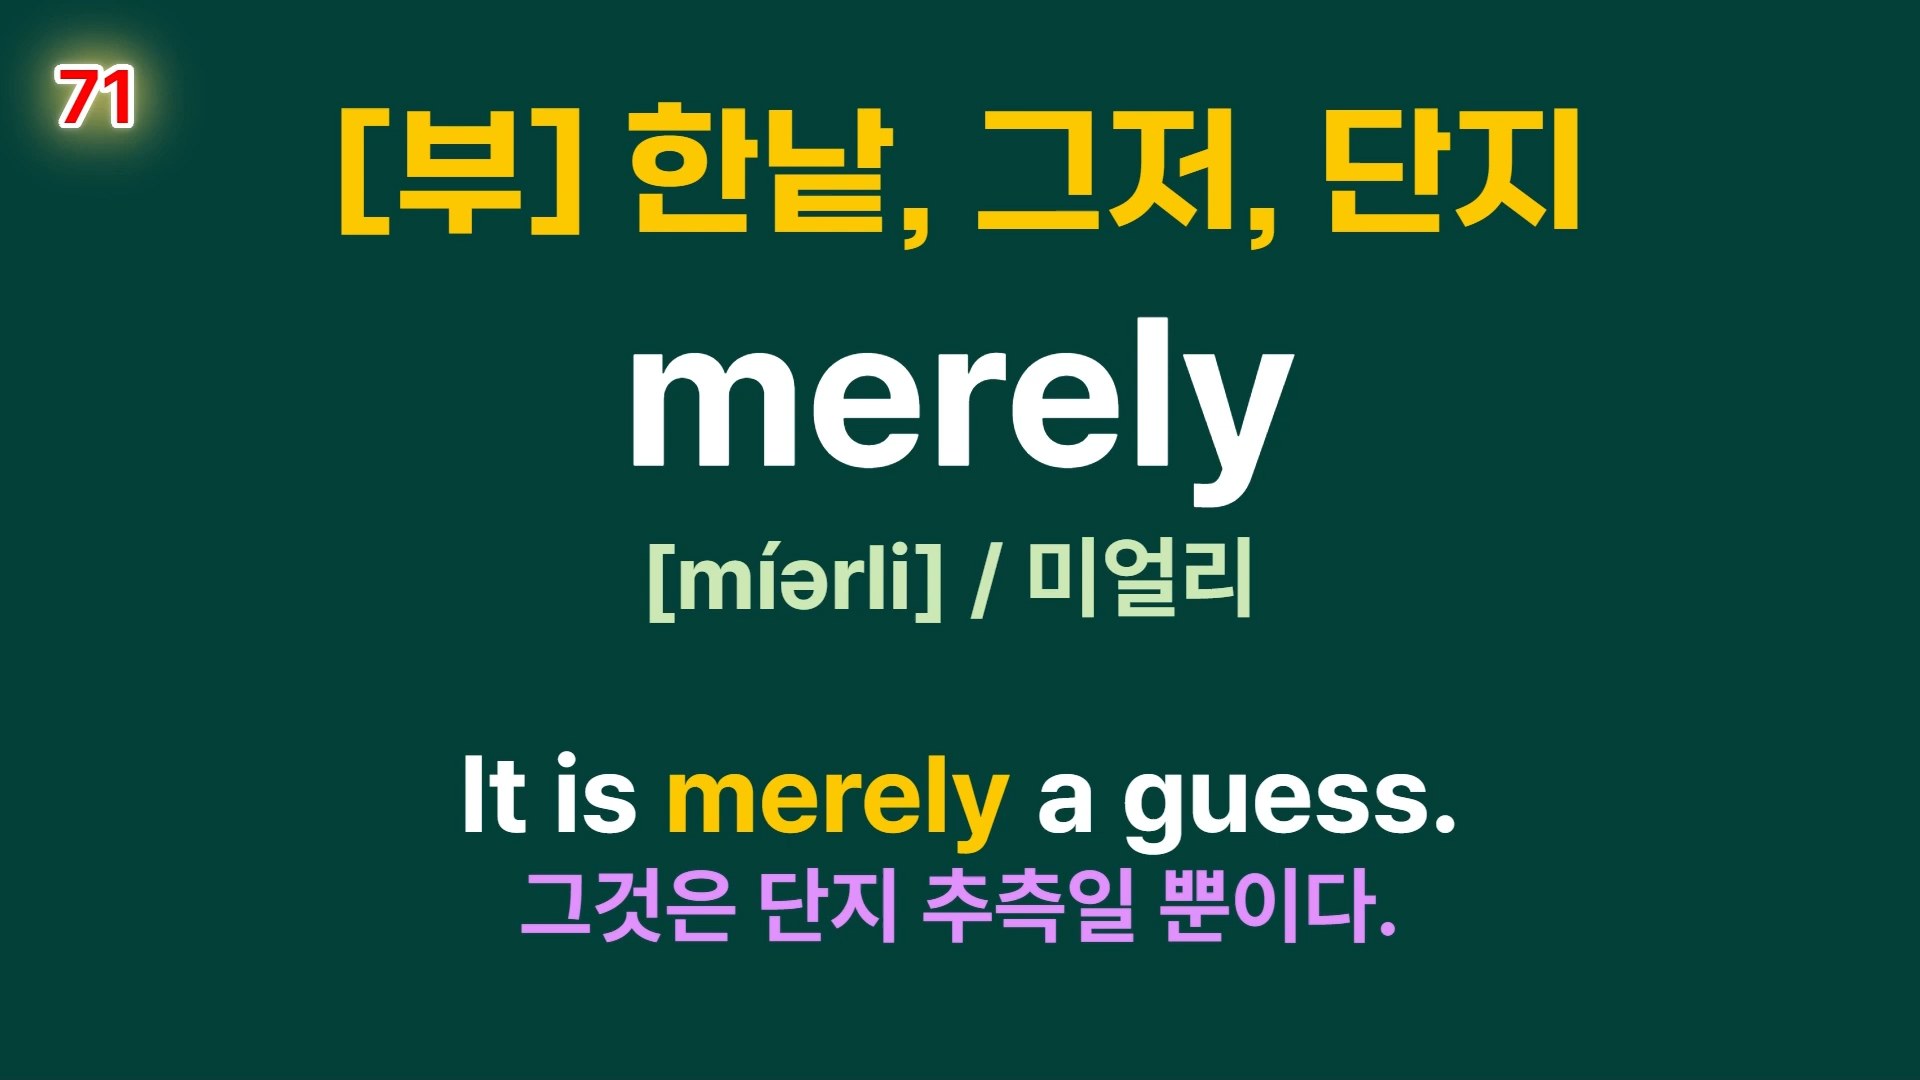 71
[부] 한낱, 그저, 단지
merely
[míərli] / 미얼리
It is merely a guess.
그것은 단지 추측일 뿐이다.